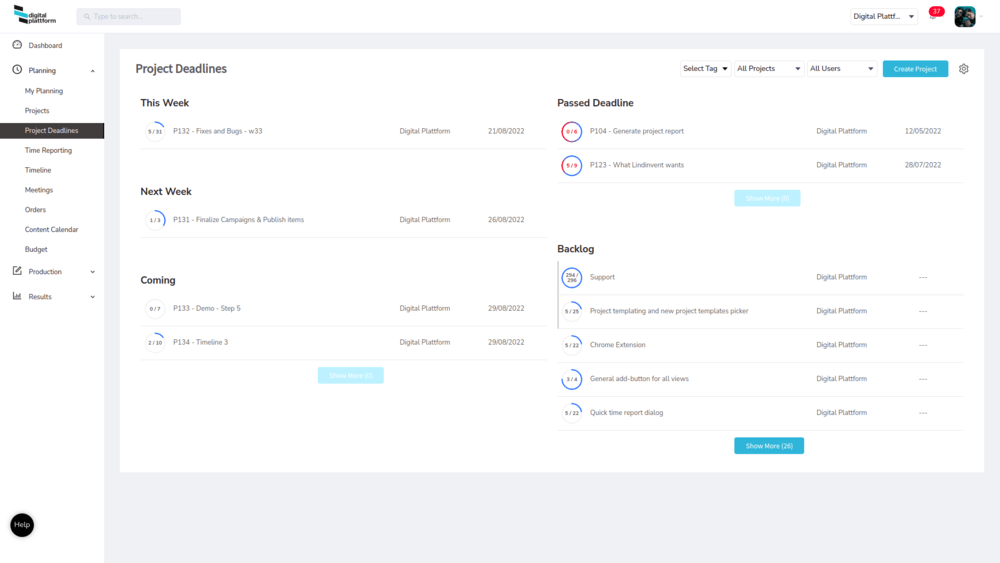 digital
plattform
Type to search...
Digital Plattf...
37
Dashboard
Planning
My Planning
Projects
Project Deadlines
Time Reporting
Timeline
Meetings
Orders
Content Calendar
Budget
Production
Results
Help
Project Deadlines
Select Tag
All Projects
All Users
Create Project
This Week
5 / 31
P132 - Fixes and Bugs - w33
Digital Plattform
21/08/2022
Next Week
1 / 3
P131 - Finalize Campaigns & Publish items
Digital Plattform
26/08/2022
Coming
0 / 7
P133 - Demo - Step 5
Digital Plattform
29/08/2022
2 / 10
P134 - Timeline 3
Digital Plattform
29/08/2022
Show More (0)
Passed Deadline
0 / 6
P104 - Generate project report
Digital Plattform
12/05/2022
5 / 9
P123 - What Lindinvent wants
Digital Plattform
28/07/2022
Show More (0)
Backlog
294 /
296
Support
Digital Plattform
---
5 / 25
Project templating and new project templates picker
Digital Plattform
---
5 / 22
Chrome Extension
Digital Plattform
---
3 / 4
General add-button for all views
Digital Plattform
---
5 / 22
Quick time report dialog
Digital Plattform
---
Show More (26)